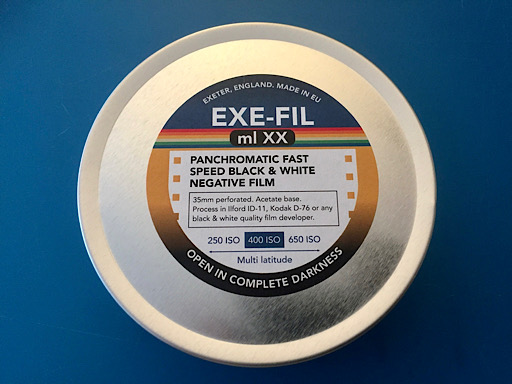 EXETER, ENGLAND. MADE IN EU
EXE-FIL
ml XX
PANCHROMATIC FAST
SPEED BLACK & WHITE
NEGATIVE FILM
35mm perforated. Acetate base.
Process in Ilford ID-11, Kodak D-76 or any
black & white quality film developer.
250 ISO 400 ISO 650 ISO
Multi latitude
OPEN IN COMPLETE DARKNESS